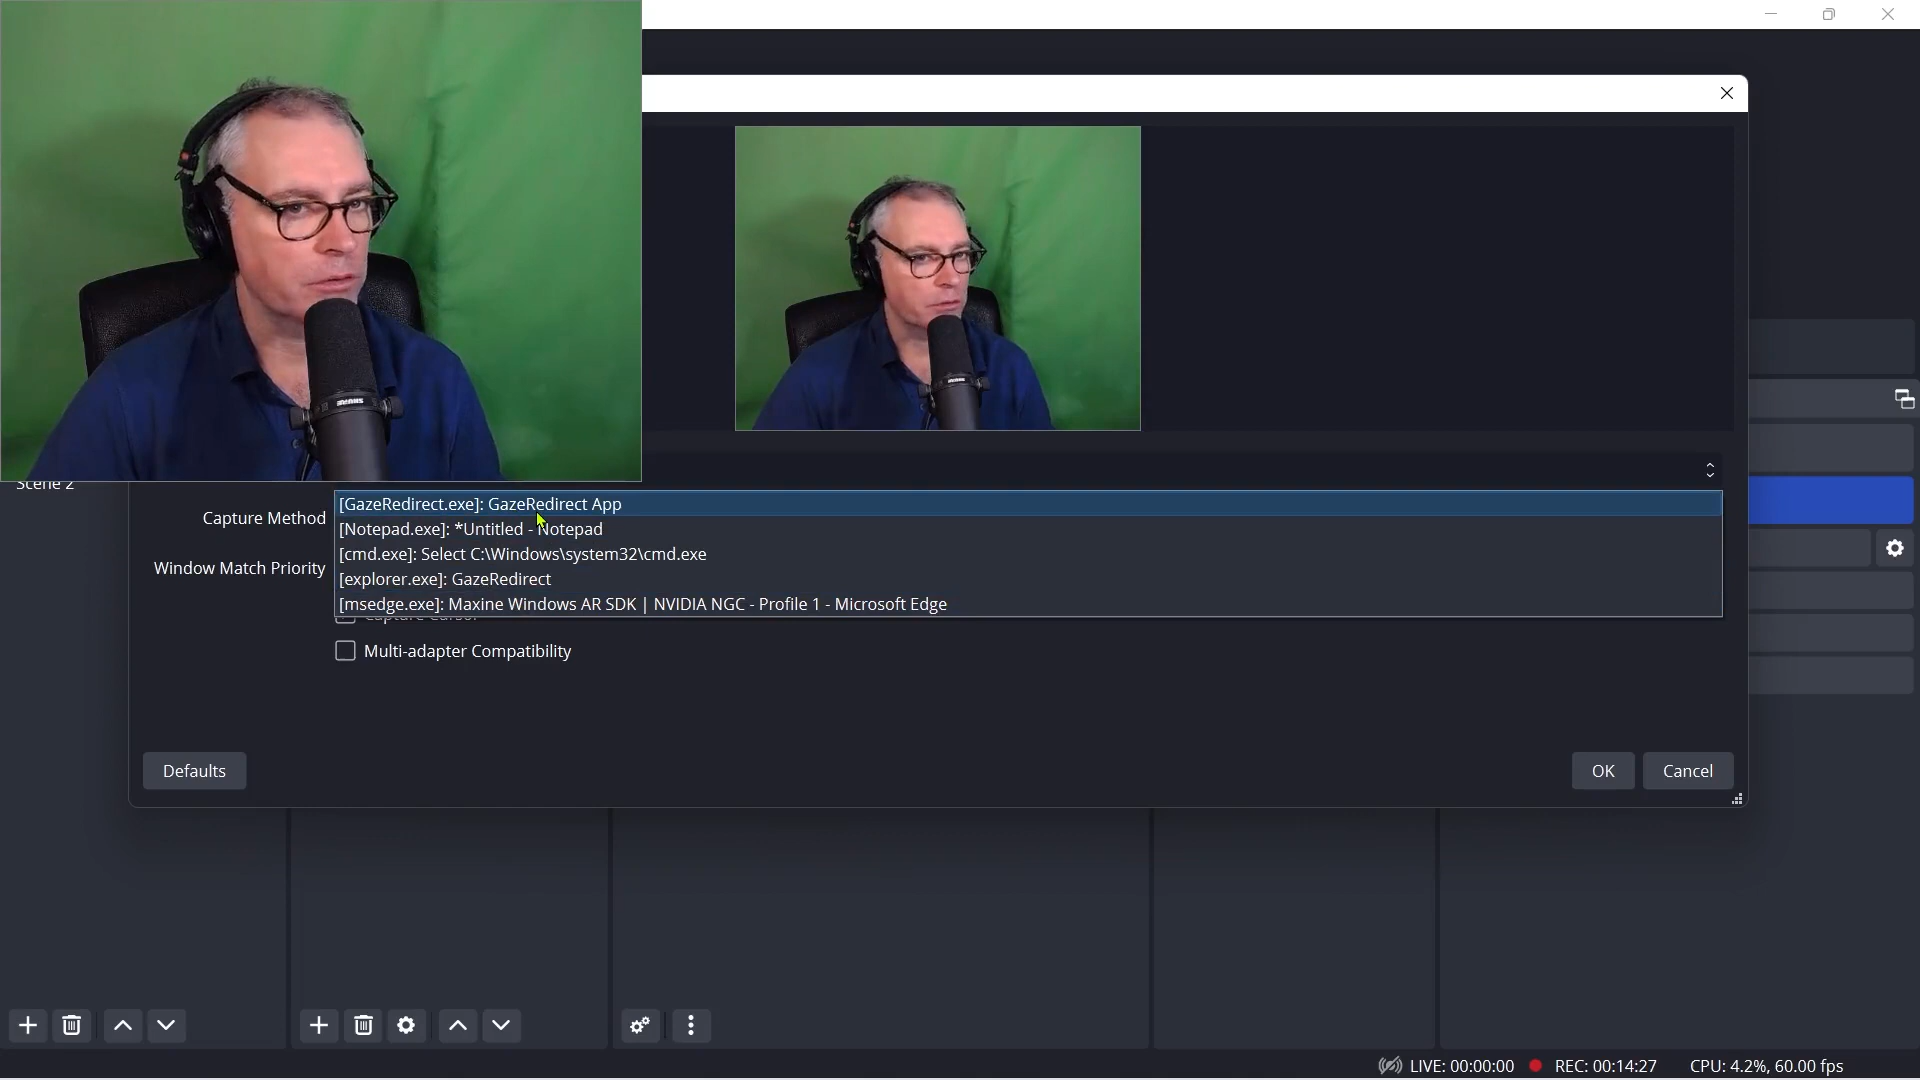 Capture Method
Window Match Priority
[GazeRedirect.exe]: GazeRedirect App
[Notepad.exe]: *Untitled - Notepad
[cmd.exe]: Select C:\Windows\system32\cmd.exe
[explorer.exe]: GazeRedirect
[msedge.exe]: Maxine Windows AR SDK | NVIDIA NGC - Profile 1 - Microsoft Edge
Multi-adapter Compatibility
Defaults
OK
Cancel
LIVE: 00:00:00
REC: 00:14:27
CPU: 4.2%, 60.00 fps